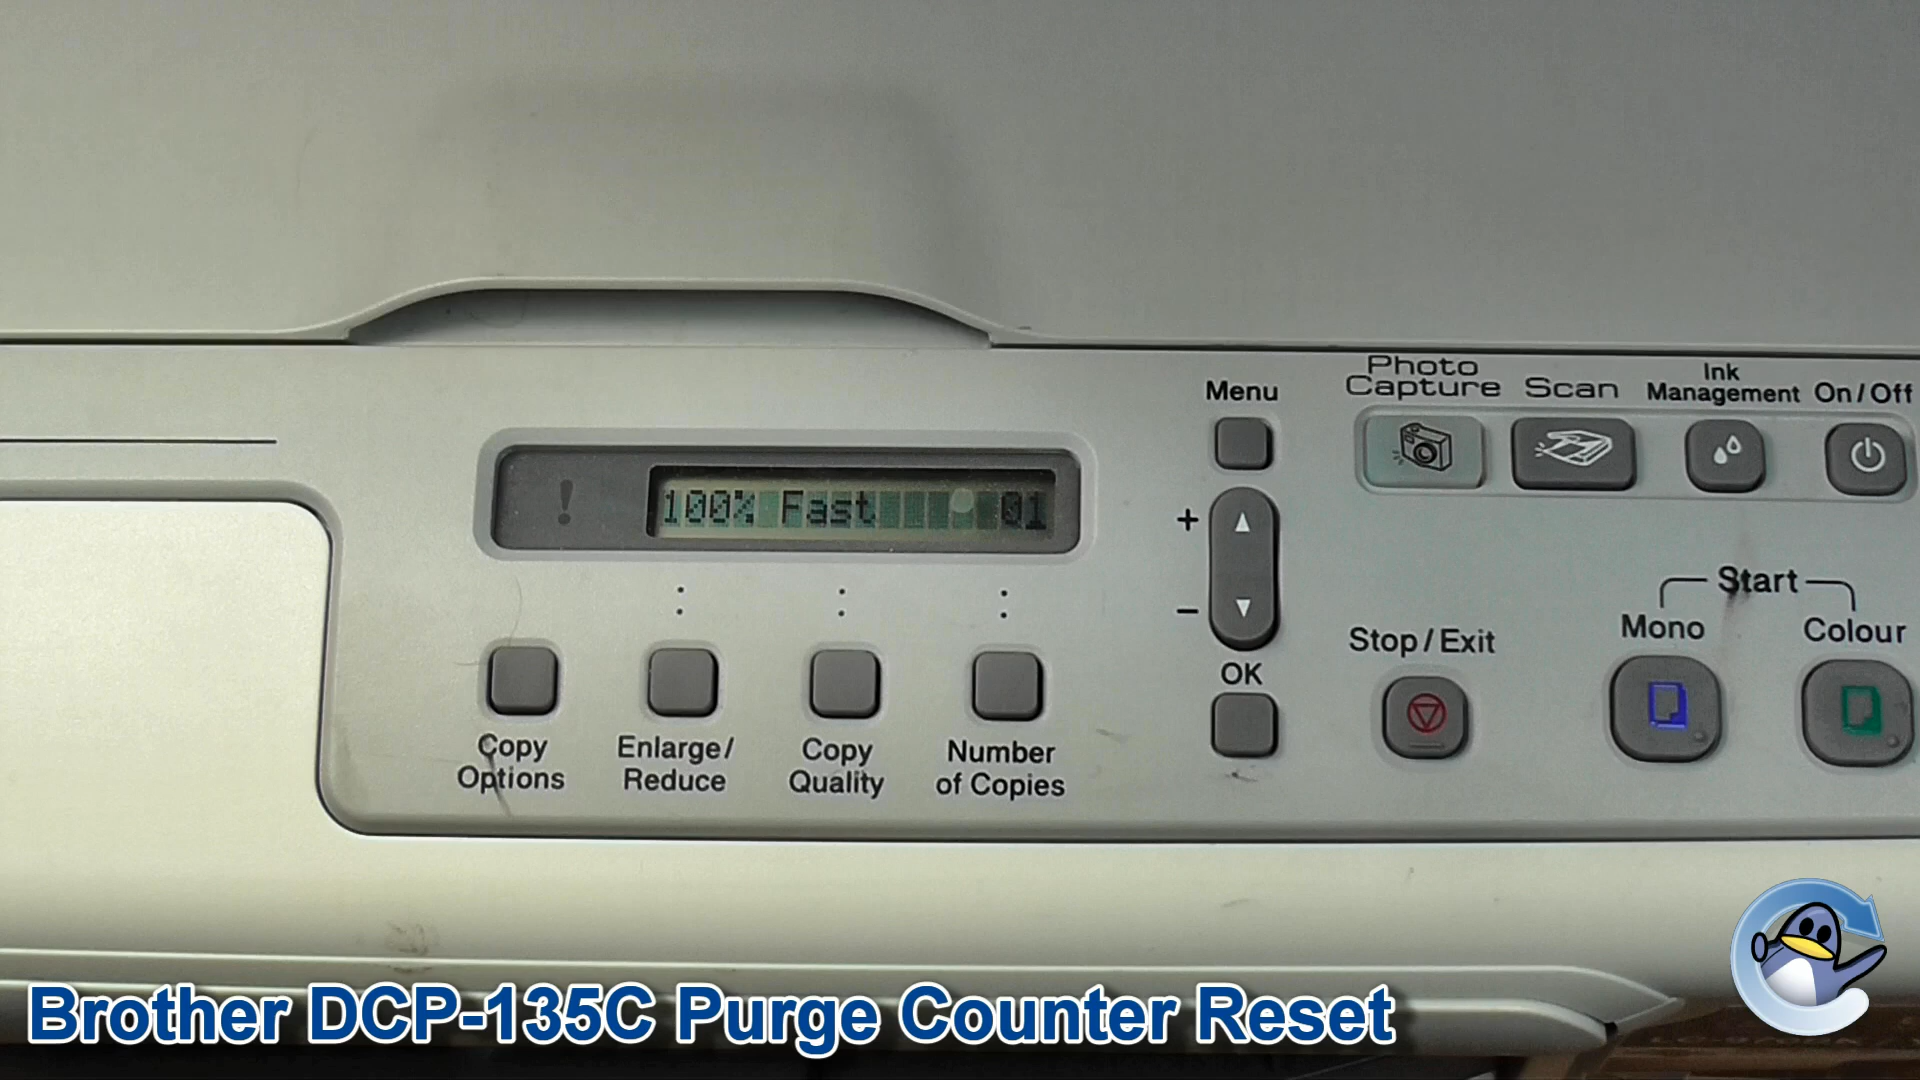 Photo
Capture
Scan
Ink
Management
On/Off
Menu
100% Fast 01
+
-
Start
Mono
Colour
Stop/Exit
OK
Copy
Options
Enlarge/
Reduce
Copy
Quality
Number
of Copies
Brother DCP-135C Purge Counter Reset